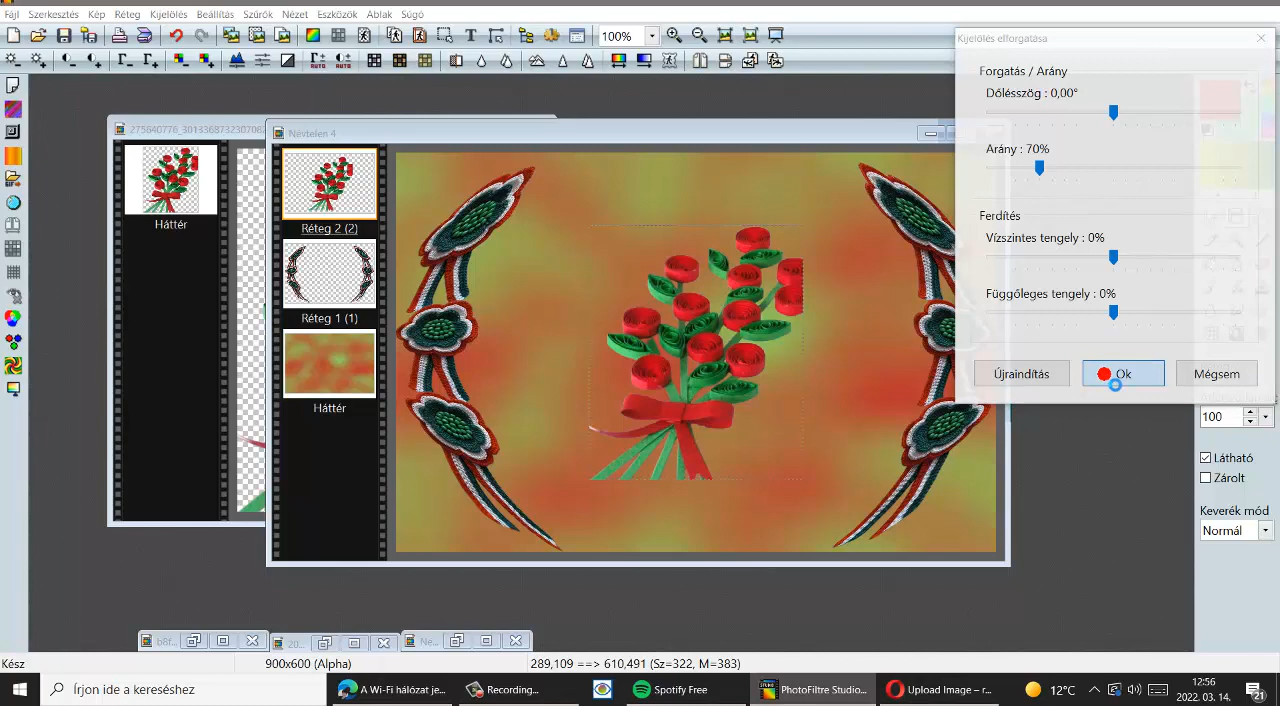 Fájl Szerkesztés Kép Réteg Kijelölés Beállítás Szűrők Nézet Eszközök Ablak Súgó
100%
Kijelölés elforgatása
Forgatás / Arány
Dőlésszög : 0,00°
Arány : 70%
Ferdítés
Vízszintes tengely : 0%
Függőleges tengely : 0%
Újraindítás Ok Mégsem
Névtelen 4
Háttér
Réteg 2 (2)
Réteg 1 (1)
Háttér
100
Látható
Zárolt
Keverék mód
Normál
b8f...
20...
Ne...
Kész
900x600 (Alpha)
289,109 ==> 610,491 (Sz=322, M=383)
Írjon ide a kereséshez
A Wi-Fi hálózat je...
Recording...
Spotify Free
PhotoFiltre Studio...
Upload Image – r...
12°C
12:56
2022. 03. 14.
21